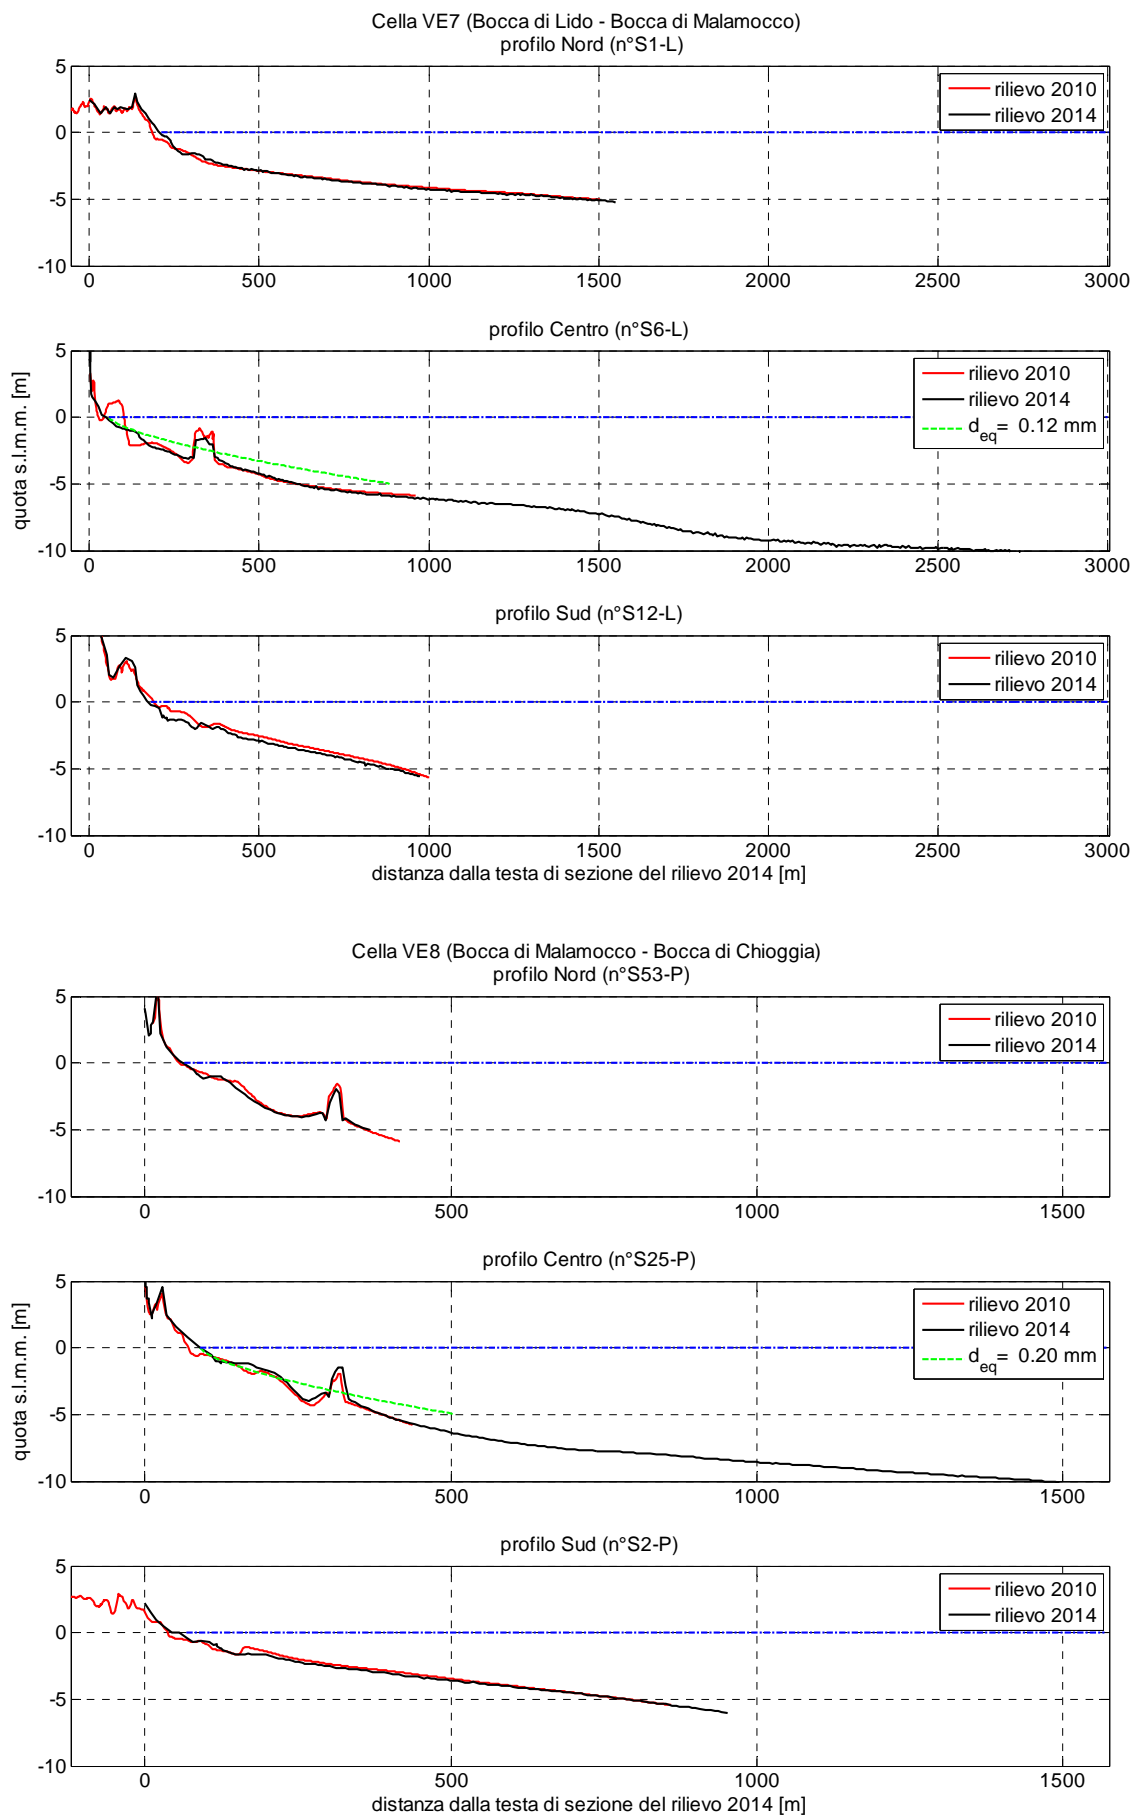 Cella VE7 (Bocca di Lido - Bocca di Malamocco)
profilo Nord (n°S1-L)
5
0
-5
-10
0 500 1000 1500 2000 2500 3000
rilievo 2010
rilievo 2014
profilo Centro (n°S6-L)
quota s.l.m.m. [m]
5
0
-5
-10
0 500 1000 1500 2000 2500 3000
rilievo 2010
rilievo 2014
d_eq= 0.12 mm
profilo Sud (n°S12-L)
5
0
-5
-10
0 500 1000 1500 2000 2500 3000
rilievo 2010
rilievo 2014
distanza dalla testa di sezione del rilievo 2014 [m]
Cella VE8 (Bocca di Malamocco - Bocca di Chioggia)
profilo Nord (n°S53-P)
5
0
-5
-10
0 500 1000 1500
rilievo 2010
rilievo 2014
profilo Centro (n°S25-P)
quota s.l.m.m. [m]
5
0
-5
-10
0 500 1000 1500
rilievo 2010
rilievo 2014
d_eq= 0.20 mm
profilo Sud (n°S2-P)
5
0
-5
-10
0 500 1000 1500
rilievo 2010
rilievo 2014
distanza dalla testa di sezione del rilievo 2014 [m]